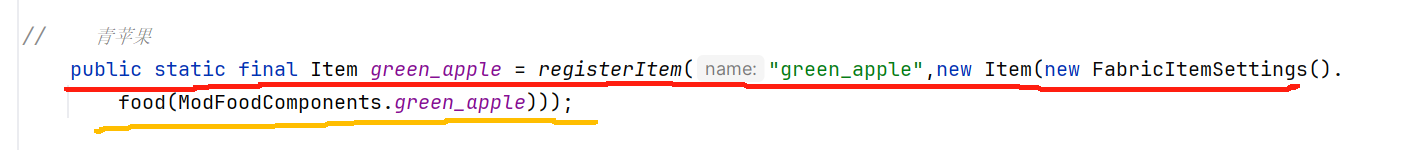 // 青苹果
public static final Item green_apple = registerItem( name: "green_apple",new Item(new FabricItemSettings().
food(ModFoodComponents.green_apple)));